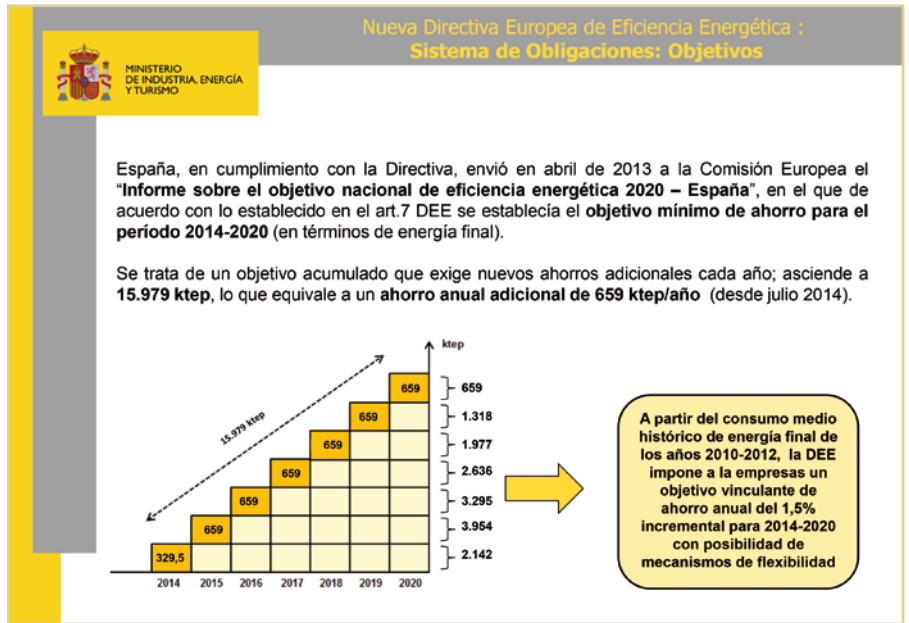 Nueva Directiva Europea de Eficiencia Energética :
Sistema de Obligaciones: Objetivos
MINISTERIO
DE INDUSTRIA, ENERGÍA
Y TURISMO
España, en cumplimiento con la Directiva, envió en abril de 2013 a la Comisión Europea el
“Informe sobre el objetivo nacional de eficiencia energética 2020 – España”, en el que de
acuerdo con lo establecido en el art.7 DEE se establecía el objetivo mínimo de ahorro para el
período 2014-2020 (en términos de energía final).
Se trata de un objetivo acumulado que exige nuevos ahorros adicionales cada año; asciende a
15.979 ktep, lo que equivale a un ahorro anual adicional de 659 ktep/año (desde julio 2014).
ktep
15.979 ktep
659 659
659 1.318
659 1.977
659 2.636
659 3.295
659 3.954
329,5 2.142
2014 2015 2016 2017 2018 2019 2020
A partir del consumo medio
histórico de energía final de
los años 2010-2012, la DEE
impone a la empresas un
objetivo vinculante de
ahorro anual del 1,5%
incremental para 2014-2020
con posibilidad de
mecanismos de flexibilidad